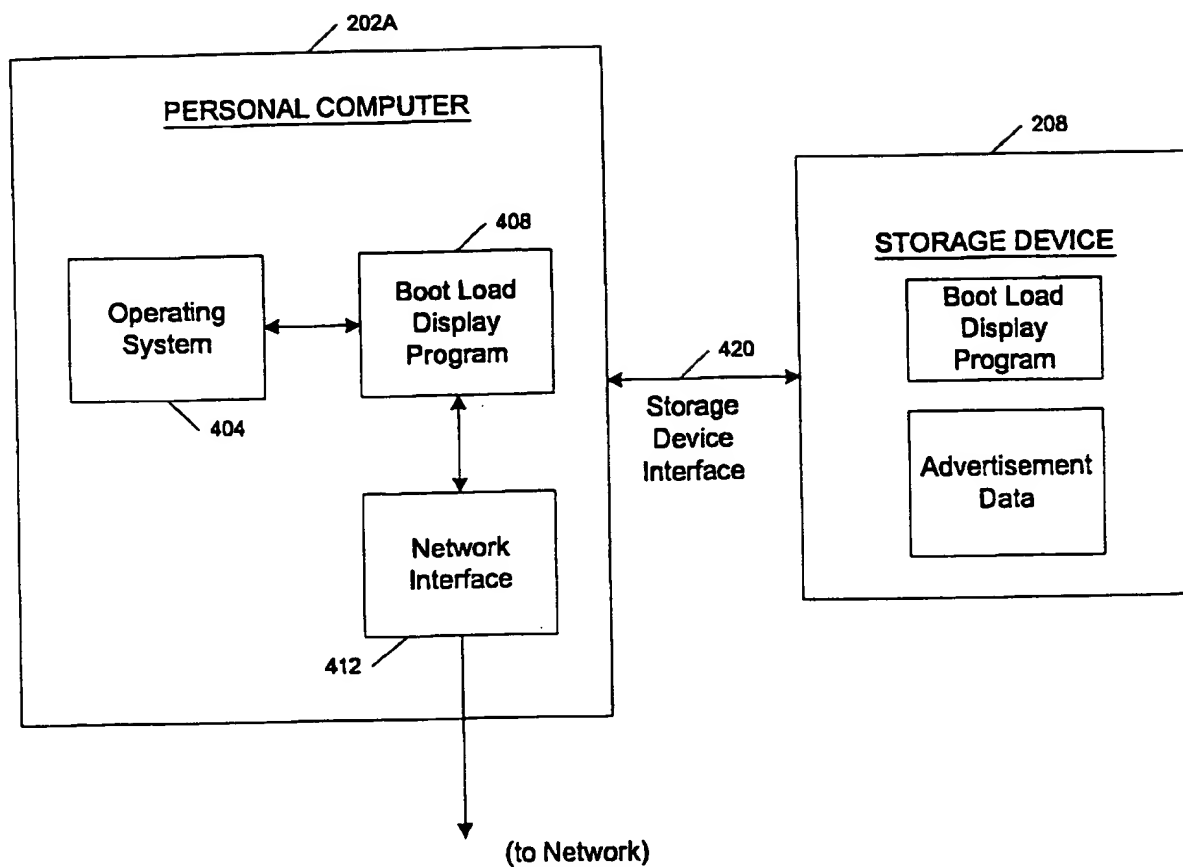 202A
PERSONAL COMPUTER
208
408
STORAGE DEVICE
Operating
System
Boot Load
Display
Program
Boot Load
Display
Program
420
404
Storage
Device
Interface
Advertisement
Data
Network
Interface
412
(to Network)